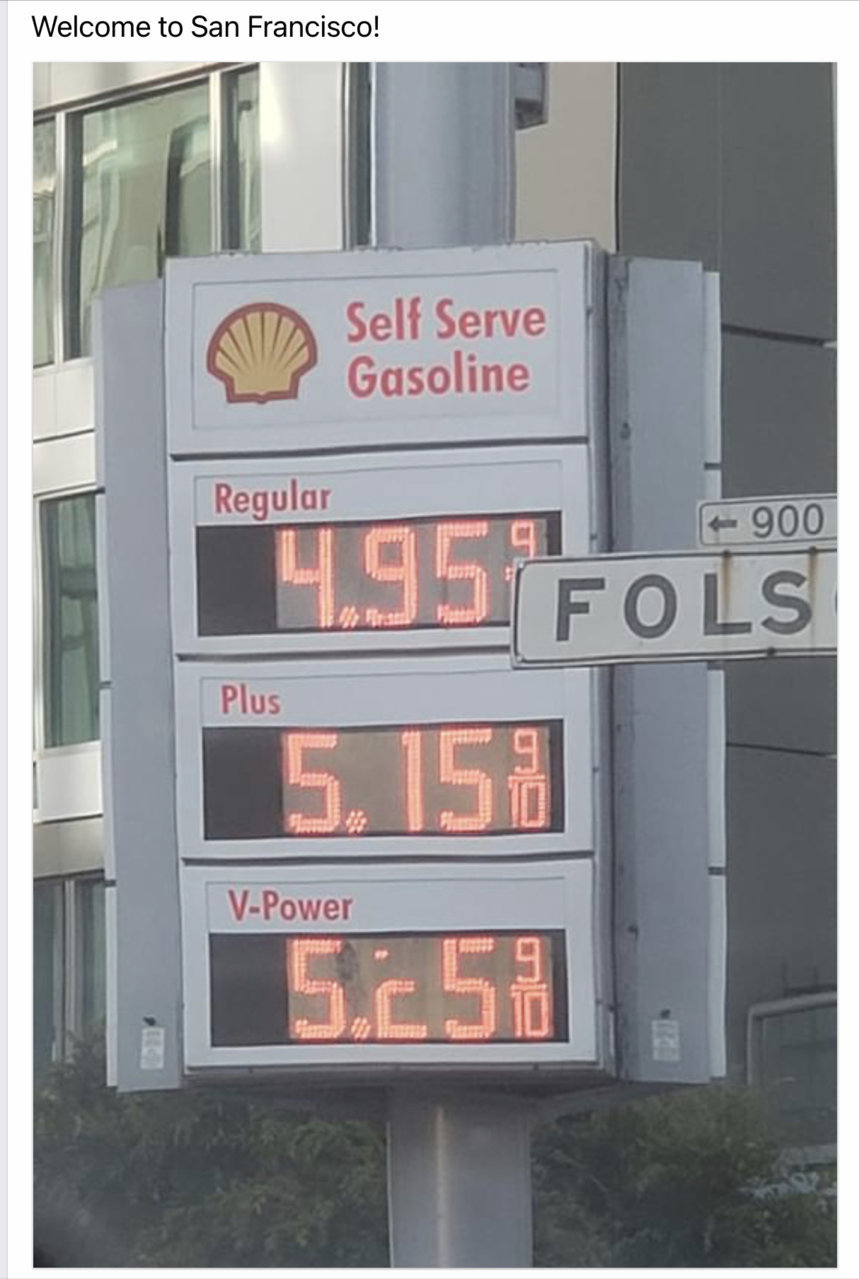 Welcome to San Francisco!
Self Serve
Gasoline
Regular
4.95 9
← 900
FOLS
Plus
5.15 9/10
V-Power
5.25 9/10